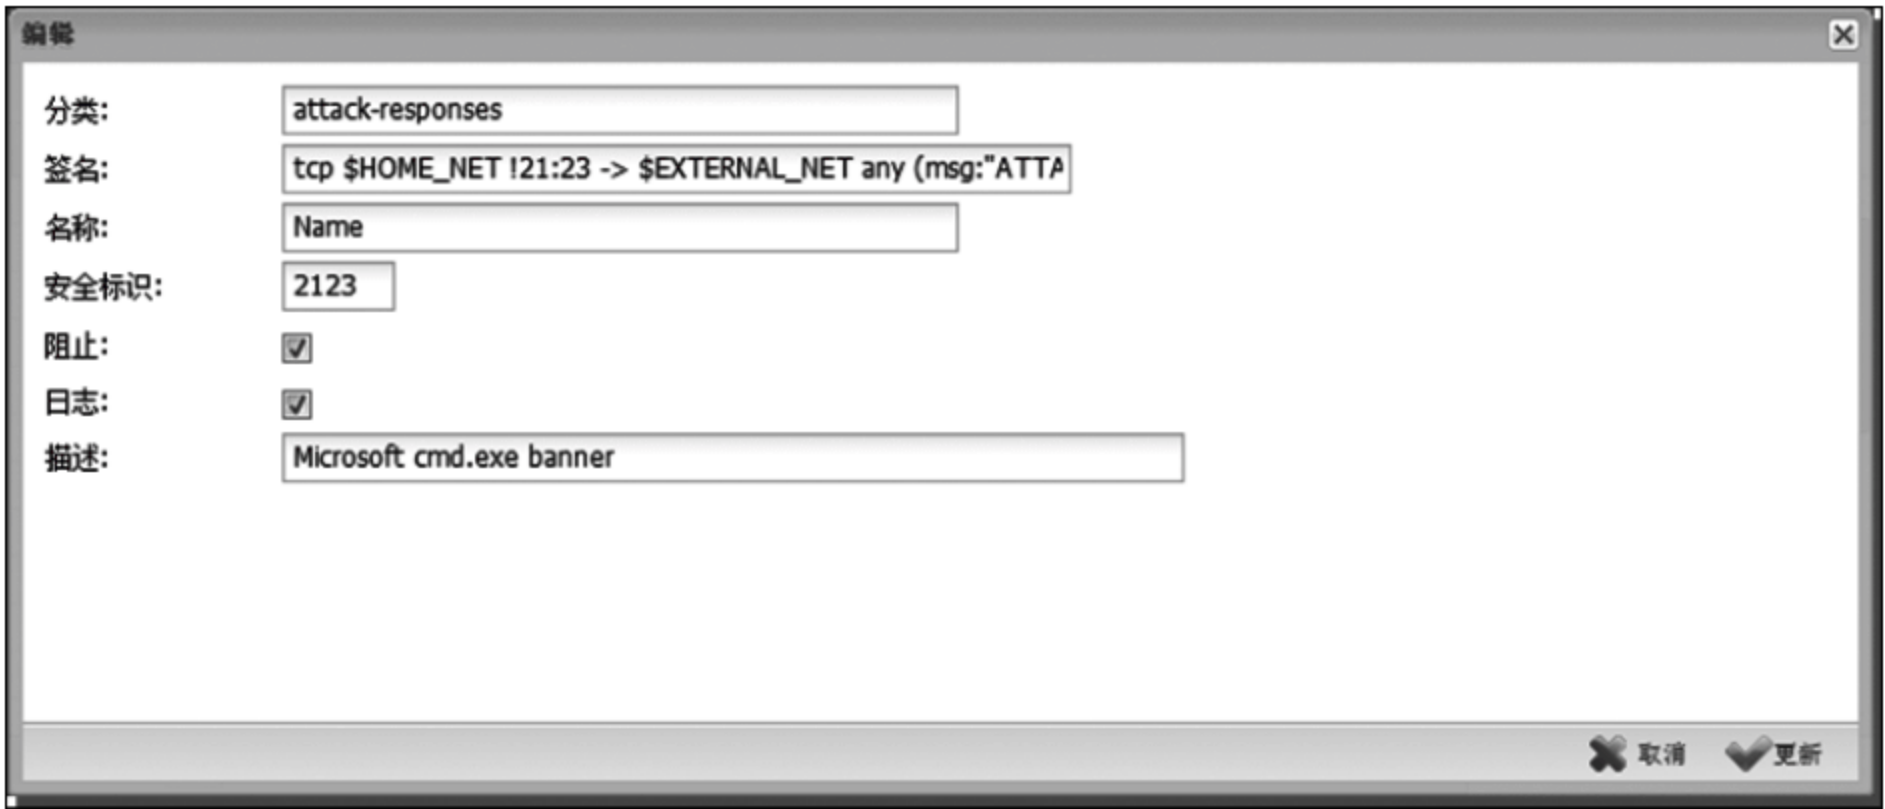 编辑
分类: attack-responses
签名: tcp $HOME_NET !21:23 -> $EXTERNAL_NET any (msg:"ATTA
名称: Name
安全标识: 2123
阻止:
日志:
描述: Microsoft cmd.exe banner
取消 更新